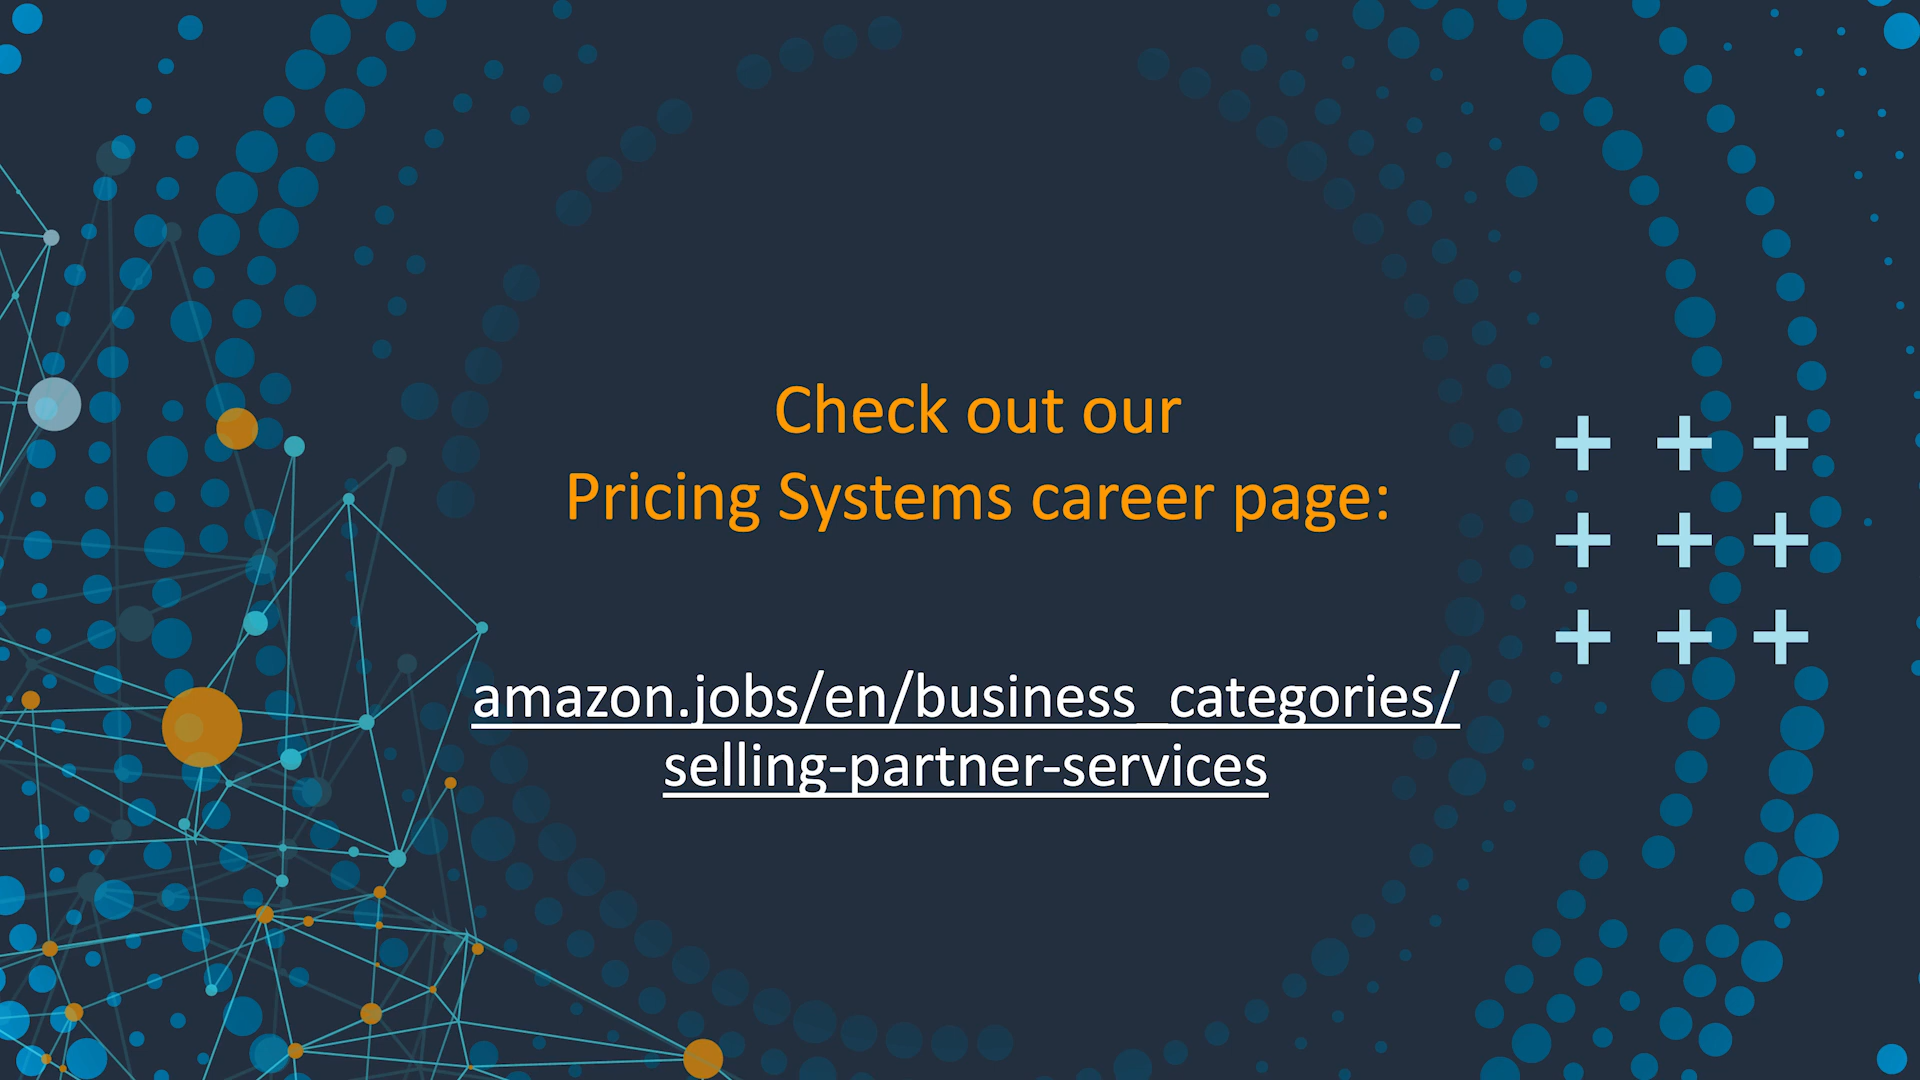 Check out our
Pricing Systems career page:
amazon.jobs/en/business_categories/
selling-partner-services